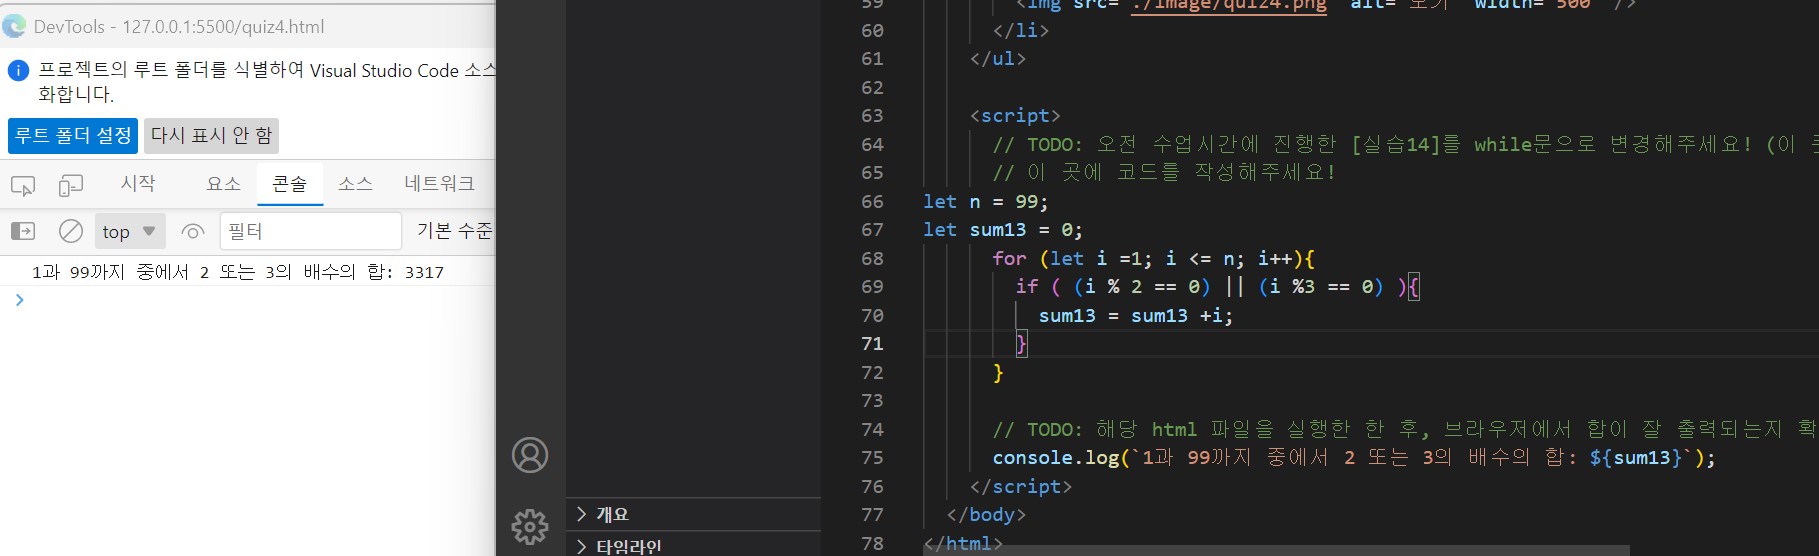 DevTools - 127.0.0.1:5500/quiz4.html
프로젝트의 루트 폴더를 식별하여 Visual Studio Code 소스
화합니다.
루트 폴더 설정 다시 표시 안 함
시작 요소 콘솔 소스 네트워크
top 필터 기본 수준
1과 99까지 중에서 2 또는 3의 배수의 합: 3317
>
개요
타임라인
59 <img src="./image/quiz4.png" alt="보기" width="500" />
60 </li>
61 </ul>
62
63 <script>
64 // TODO: 오전 수업시간에 진행한 [실습14]를 while문으로 변경해주세요! (이
65 // 이 곳에 코드를 작성해주세요!
66 let n = 99;
67 let sum13 = 0;
68 for (let i =1; i <= n; i++){
69 if ( (i % 2 == 0) || (i %3 == 0) ){
70 sum13 = sum13 +i;
71 }
72 }
73
74 // TODO: 해당 html 파일을 실행한 한 후, 브라우저에서 합이 잘 출력되는지 확
75 console.log(`1과 99까지 중에서 2 또는 3의 배수의 합: ${sum13}`);
76 </script>
77 </body>
78 </html>